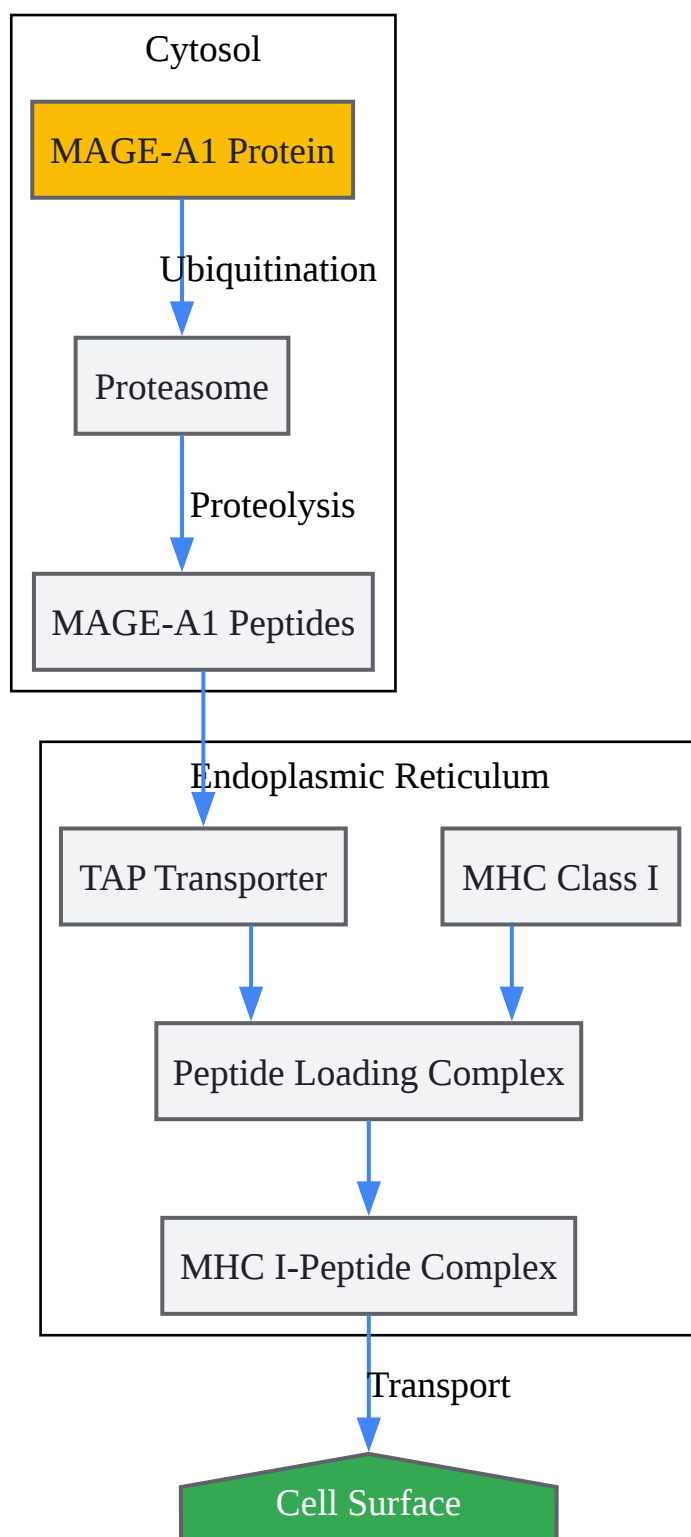 Cytosol
MAGE-A1 Protein
Ubiquitination
Proteasome
Proteolysis
MAGE-A1 Peptides
Endoplasmic Reticulum
TAP Transporter
MHC Class I
Peptide Loading Complex
MHC I-Peptide Complex
Transport
Cell Surface